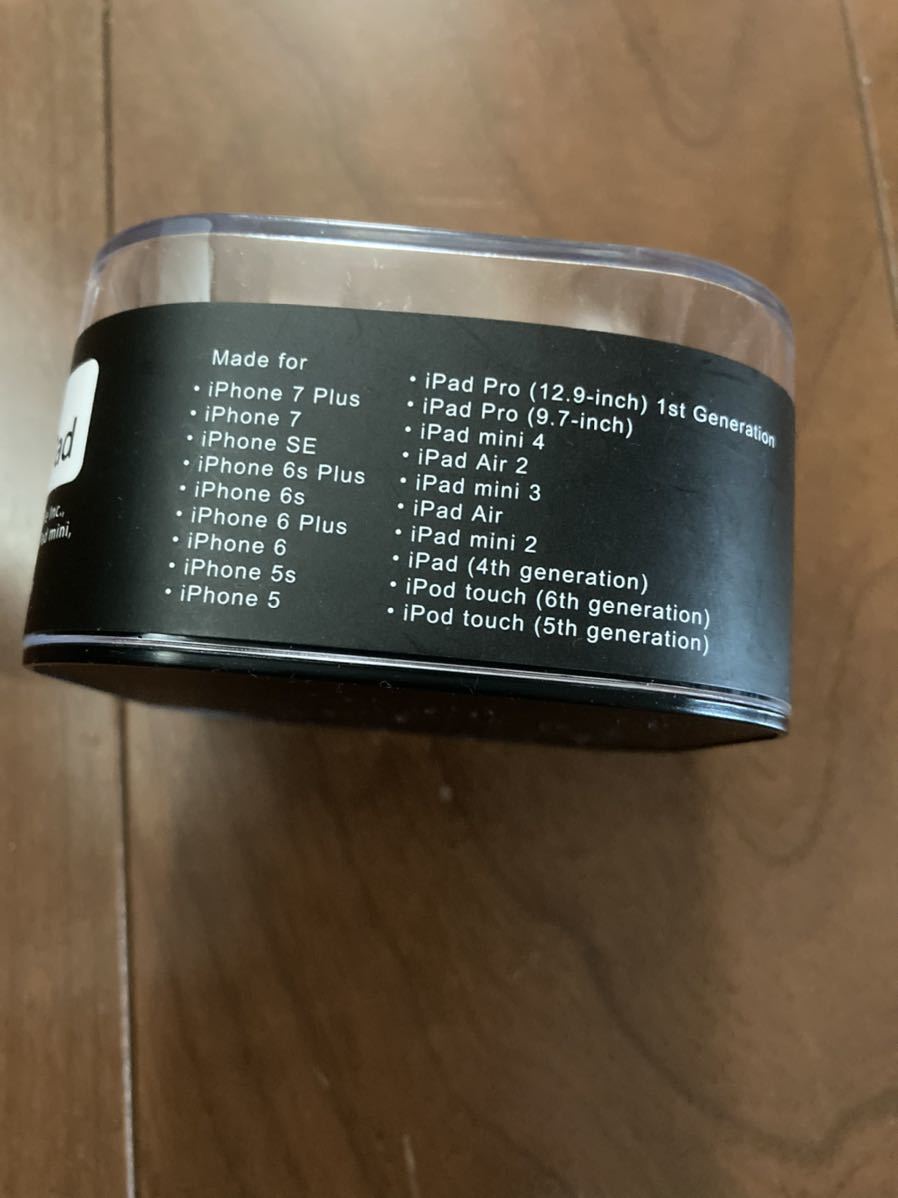 ad
Inc.,
mini,
Made for
• iPhone 7 Plus
• iPhone 7
• iPhone SE
• iPhone 6s Plus
• iPhone 6s
• iPhone 6 Plus
• iPhone 6
• iPhone 5s
• iPhone 5
• iPad Pro (12.9-inch) 1st Generation
• iPad Pro (9.7-inch)
• iPad mini 4
• iPad Air 2
• iPad mini 3
• iPad Air
• iPad mini 2
• iPad (4th generation)
• iPod touch (6th generation)
• iPod touch (5th generation)